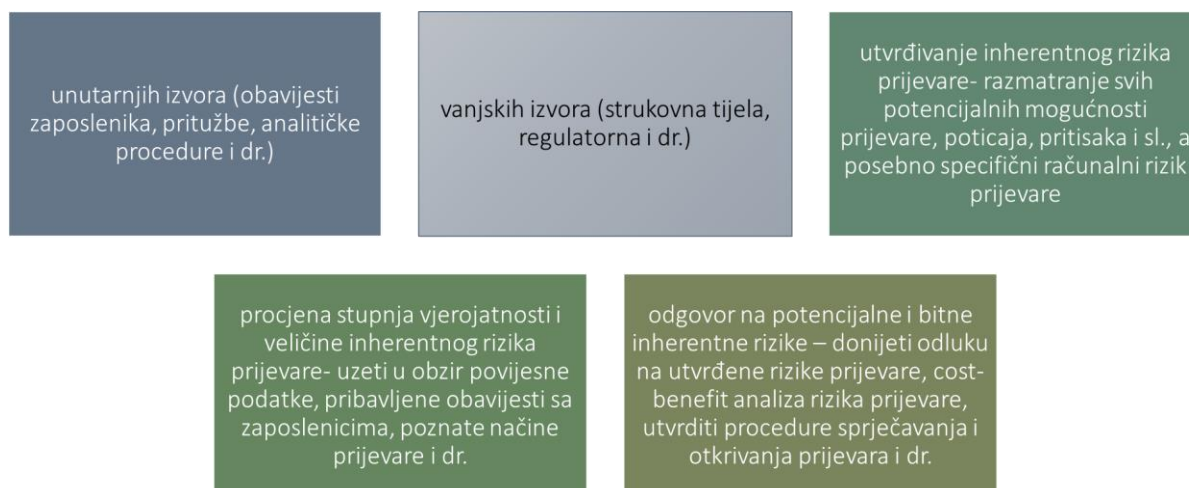 unutarnjih izvora (obavijesti
zaposlenika, pritužbe, analitičke
procedure i dr.)
vanjskih izvora (strukovna tijela,
regulatorna i dr.)
utvrđivanje inherentnog rizika
prijevare- razmatranje svih
potencijalnih mogućnosti
prijevare, poticaja, pritisaka i sl., a
posebno specifični računalni rizik
prijevare
procjena stupnja vjerojatnosti i
veličine inherentnog rizika
prijevare- uzeti u obzir povijesne
podatke, pribavljene obavijesti sa
zaposlenicima, poznate načine
prijevare i dr.
odgovor na potencijalne i bitne
inherentne rizike – donijeti odluku
na utvrđene rizike prijevare, cost-
benefit analiza rizika prijevare,
utvrditi procedure sprječavanja i
otkrivanja prijevara i dr.